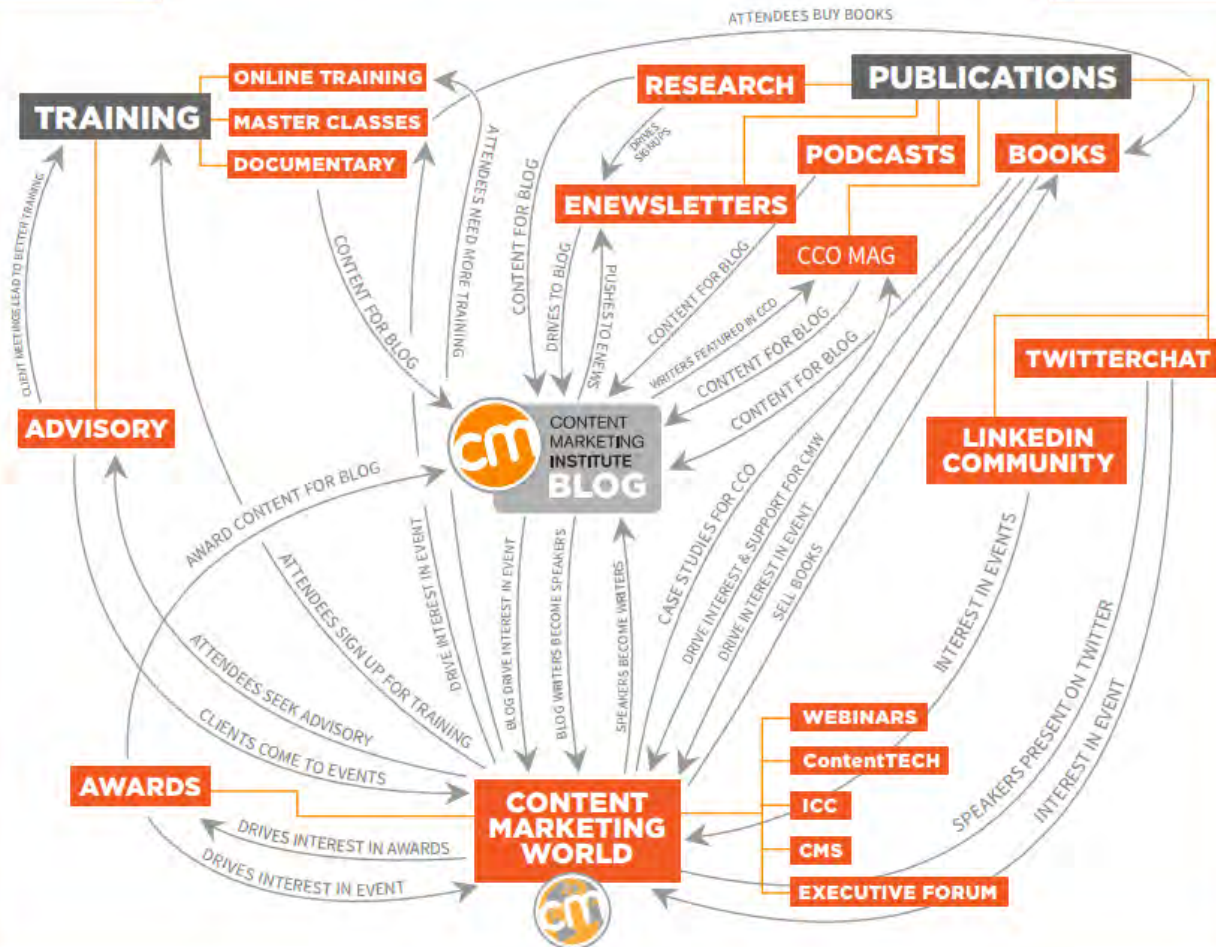 ATTENDEES BUY BOOKS
TRAINING
ONLINE TRAINING
MASTER CLASSES
DOCUMENTARY
RESEARCH
PUBLICATIONS
PODCASTS
BOOKS
ENEWSLETTERS
CCO MAG
DRIVES
SIGNUPS
ATTENDEES NEED MORE TRAINING
CONTENT FOR BLOG
CONTENT FOR BLOG
DRIVES TO BLOG
PUSHES TO ENEWS
CONTENT FOR BLOG
WRITERS FEATURED IN CCO
CONTENT FOR BLOG
CONTENT FOR BLOG
CLIENT MEETINGS LEAD TO BETTER TRAINING
TWITTERCHAT
LINKEDIN
COMMUNITY
ADVISORY
cm
CONTENT
MARKETING
INSTITUTE
BLOG
AWARD CONTENT FOR BLOG
ATTENDEES SIGN UP FOR TRAINING
DRIVE INTEREST IN EVENT
BLOG DRIVE INTEREST IN EVENT
BLOG WRITERS BECOME SPEAKERS
SPEAKERS BECOME WRITERS
CASE STUDIES FOR CCO
DRIVE INTEREST & SUPPORT FOR CMW
DRIVE INTEREST IN EVENT
SELL BOOKS
INTEREST IN EVENTS
SPEAKERS PRESENT ON TWITTER
INTEREST IN EVENT
ATTENDEES SEEK ADVISORY
CLIENTS COME TO EVENTS
AWARDS
DRIVES INTEREST IN AWARDS
DRIVES INTEREST IN EVENT
CONTENT
MARKETING
WORLD
cm
WEBINARS
ContentTECH
ICC
CMS
EXECUTIVE FORUM